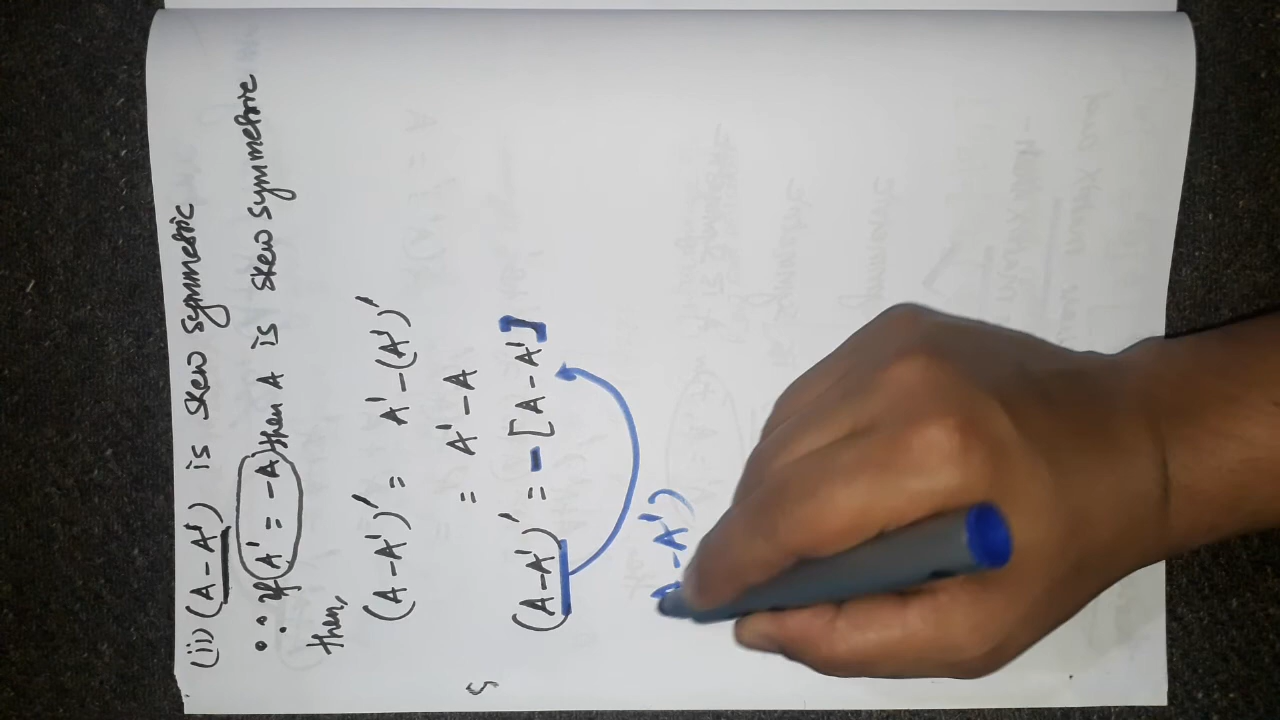 (ii) (A-A') is skew symmetric
∵ if A' = -A then A is skew symmetric
then,
(A-A')' = A' - (A')'
= A' - A
(A-A')' = -[A-A']
A-A')